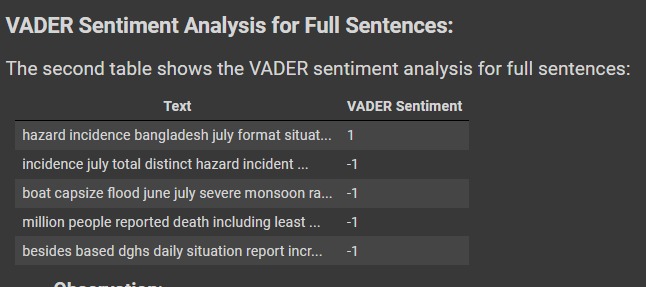 VADER Sentiment Analysis for Full Sentences:
The second table shows the VADER sentiment analysis for full sentences:
Text VADER Sentiment
hazard incidence bangladesh july format situat... 1
incidence july total distinct hazard incident ... -1
boat capsize flood june july severe monsoon ra... -1
million people reported death including least ... -1
besides based dghs daily situation report incr... -1
Observation: